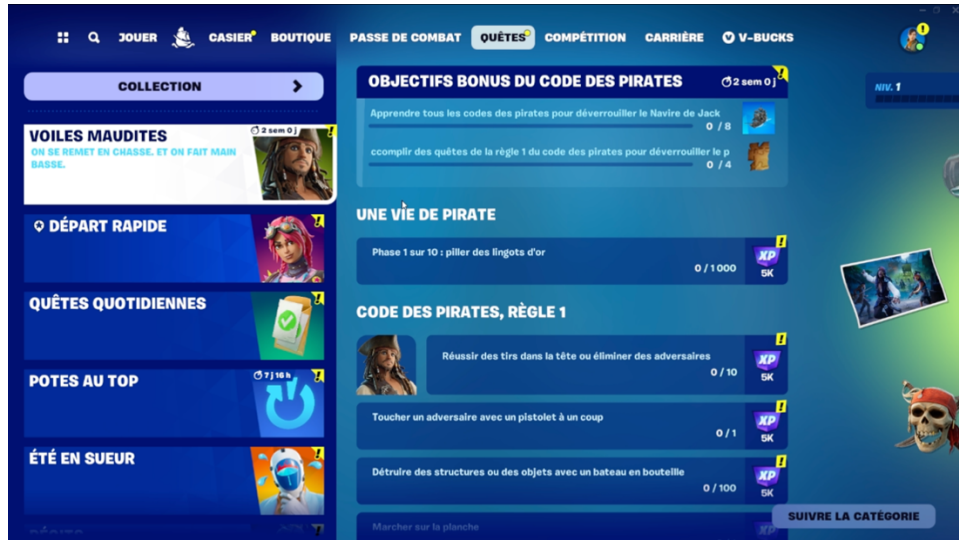 JOUER
CASIER
BOUTIQUE
PASSE DE COMBAT
QUÊTES
COMPÉTITION
CARRIÈRE
V V-BUCKS
COLLECTION
VOILES MAUDITES
2 sem 0 j
ON SE REMET EN CHASSE. ET ON FAIT MAIN
BASSE.
DÉPART RAPIDE
QUÊTES QUOTIDIENNES
POTES AU TOP
7 j 16 h
ÉTÉ EN SUEUR
OBJECTIFS BONUS DU CODE DES PIRATES
2 sem 0 j
Apprendre tous les codes des pirates pour déverrouiller le Navire de Jack
0 / 8
ccomplir des quêtes de la règle 1 du code des pirates pour déverrouiller le p
0 / 4
UNE VIE DE PIRATE
Phase 1 sur 10 : piller des lingots d'or
0 / 1 000
XP
5K
CODE DES PIRATES, RÈGLE 1
Réussir des tirs dans la tête ou éliminer des adversaires
0 / 10
XP
5K
Toucher un adversaire avec un pistolet à un coup
0 / 1
XP
5K
Détruire des structures ou des objets avec un bateau en bouteille
0 / 100
XP
5K
Marcher sur la planche
XP
SUIVRE LA CATÉGORIE
NIV. 1